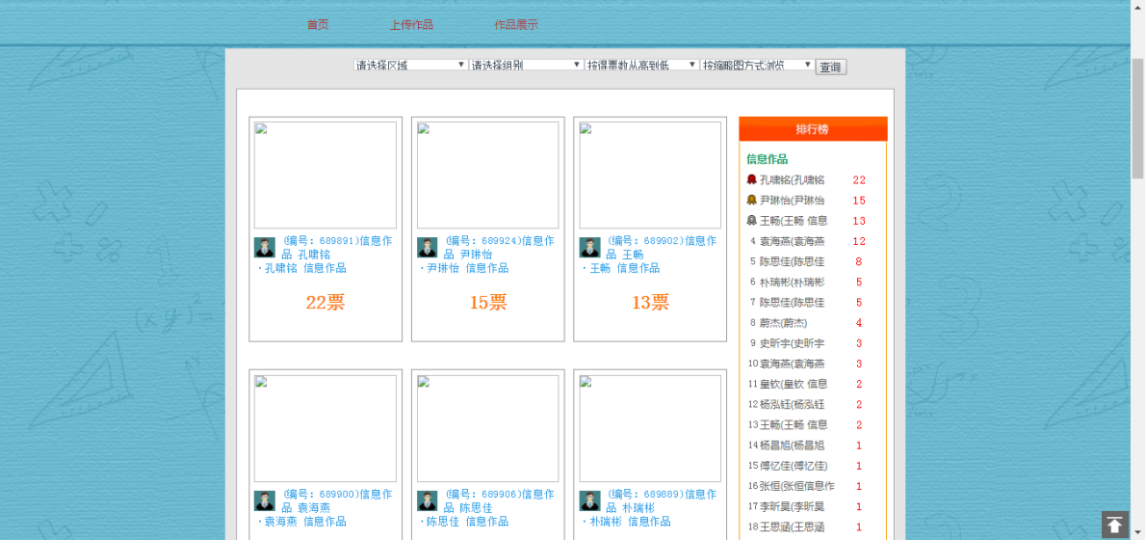 首页 上传作品 作品展示
请选择区域 请选择组别 按得票数从高到低 按缩略图方式浏览 查询
(编号: 689891)信息作
品 孔啸铭
·孔啸铭 信息作品
22票
(编号: 689924)信息作
品 尹琳怡
·尹琳怡 信息作品
15票
(编号: 689902)信息作
品 王畅
·王畅 信息作品
13票
(编号: 689900)信息作
品 袁海燕
·袁海燕 信息作品
(编号: 689906)信息作
品 陈思佳
·陈思佳 信息作品
(编号: 689889)信息作
品 朴瑞彬
·朴瑞彬 信息作品
排行榜
信息作品
孔啸铭(孔啸铭 22
尹琳怡(尹琳怡 15
王畅(王畅 信息 13
4 袁海燕(袁海燕 12
5 陈思佳(陈思佳 8
6 朴瑞彬(朴瑞彬 5
7 陈思佳(陈思佳 5
8 蔚杰(蔚杰) 4
9 史昕宇(史昕宇 3
10 袁海燕(袁海燕 3
11 皇钦(皇钦 信息 2
12 杨泓钰(杨泓钰 2
13 王畅(王畅 信息 2
14 杨昌旭(杨昌旭 1
15 傅忆佳(傅忆佳) 1
16 张恒(张恒信息作 1
17 李昕昊(李昕昊 1
18 王思涵(王思涵 1